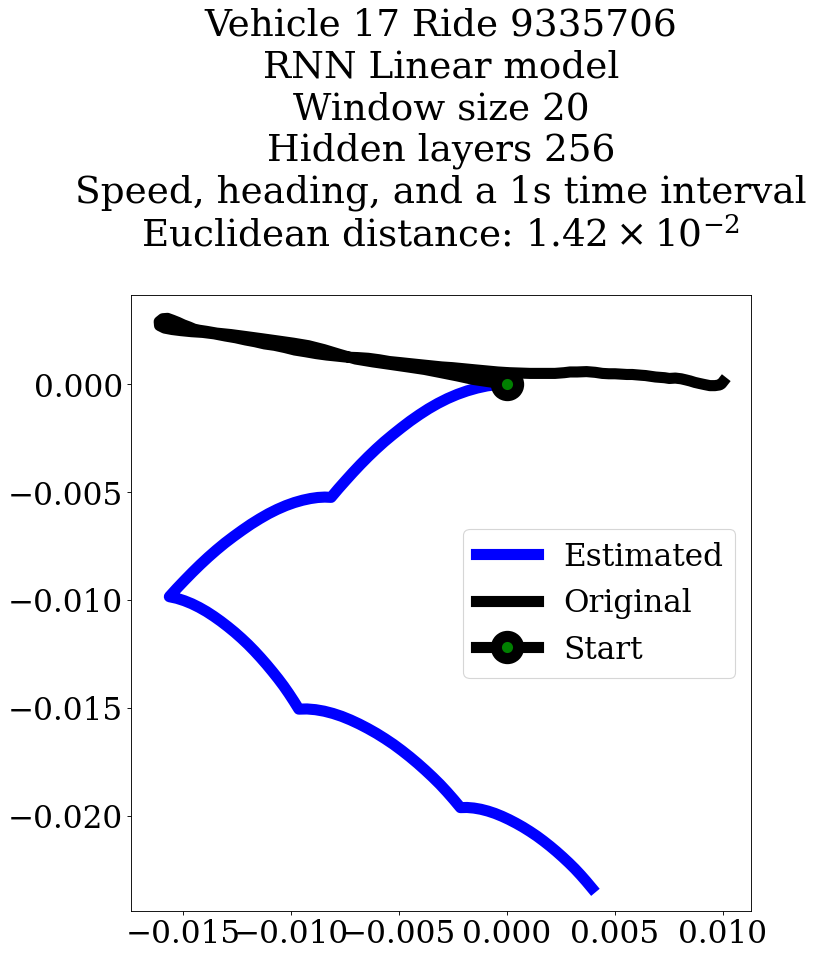 Vehicle 17 Ride 9335706
RNN Linear model
Window size 20
Hidden layers 256
Speed, heading, and a 1s time interval
Euclidean distance: 1.42 × 10⁻²
0.000
−0.005
−0.010
−0.015
−0.020
Estimated
Original
Start
−0.015 −0.010 −0.005 0.000 0.005 0.010